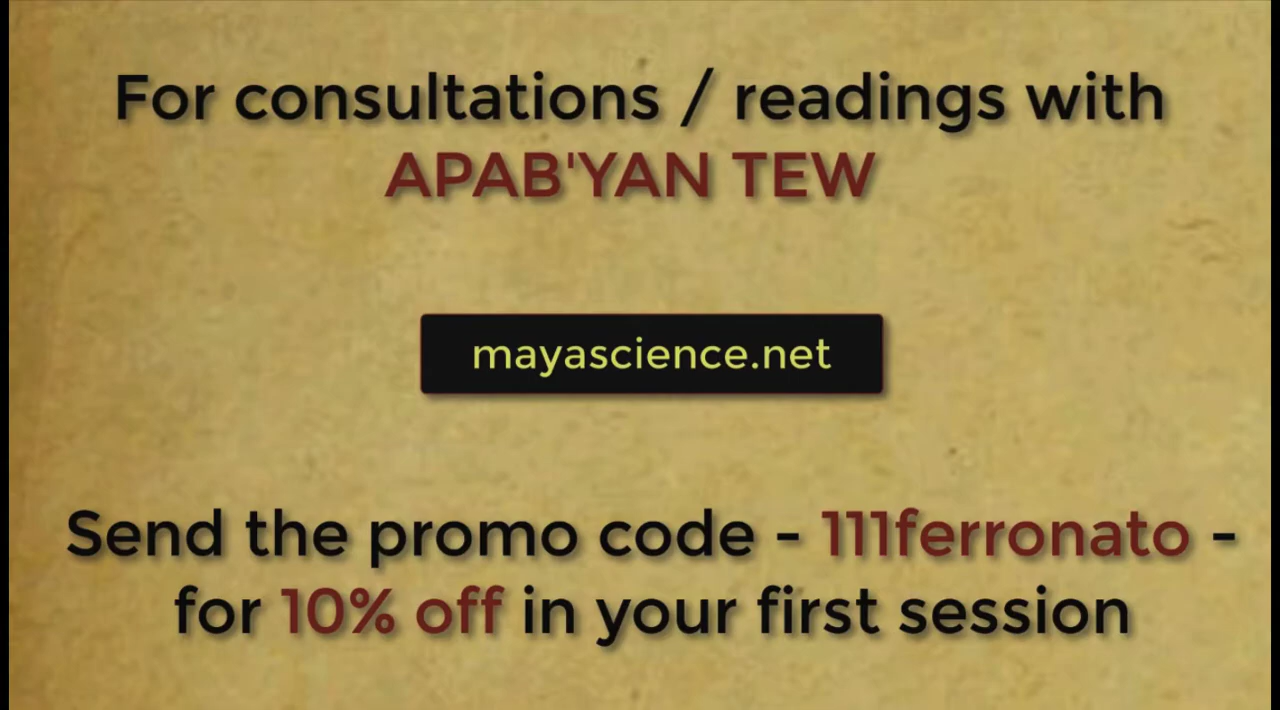 For consultations / readings with
APAB'YAN TEW
mayascience.net
Send the promo code - 111ferronato -
for 10% off in your first session